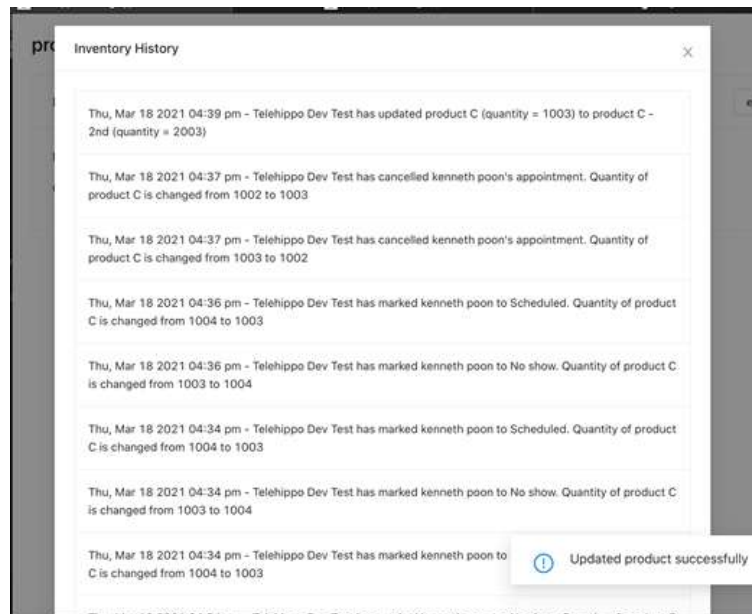 pro
Inventory History
Thu, Mar 18 2021 04:39 pm - Telehippo Dev Test has updated product C (quantity = 1003) to product C -
2nd (quantity = 2003)
Thu, Mar 18 2021 04:37 pm - Telehippo Dev Test has cancelled kenneth poon's appointment. Quantity of
product C is changed from 1002 to 1003
Thu, Mar 18 2021 04:37 pm - Telehippo Dev Test has cancelled kenneth poon's appointment. Quantity of
product C is changed from 1003 to 1002
Thu, Mar 18 2021 04:36 pm - Telehippo Dev Test has marked kenneth poon to Scheduled. Quantity of product
C is changed from 1004 to 1003
Thu, Mar 18 2021 04:36 pm - Telehippo Dev Test has marked kenneth poon to No show. Quantity of product C
is changed from 1003 to 1004
Thu, Mar 18 2021 04:34 pm - Telehippo Dev Test has marked kenneth poon to Scheduled. Quantity of product
C is changed from 1004 to 1003
Thu, Mar 18 2021 04:34 pm - Telehippo Dev Test has marked kenneth poon to No show. Quantity of product C
is changed from 1003 to 1004
Thu, Mar 18 2021 04:34 pm - Telehippo Dev Test has marked kenneth poon to
C is changed from 1004 to 1003
Updated product successfully